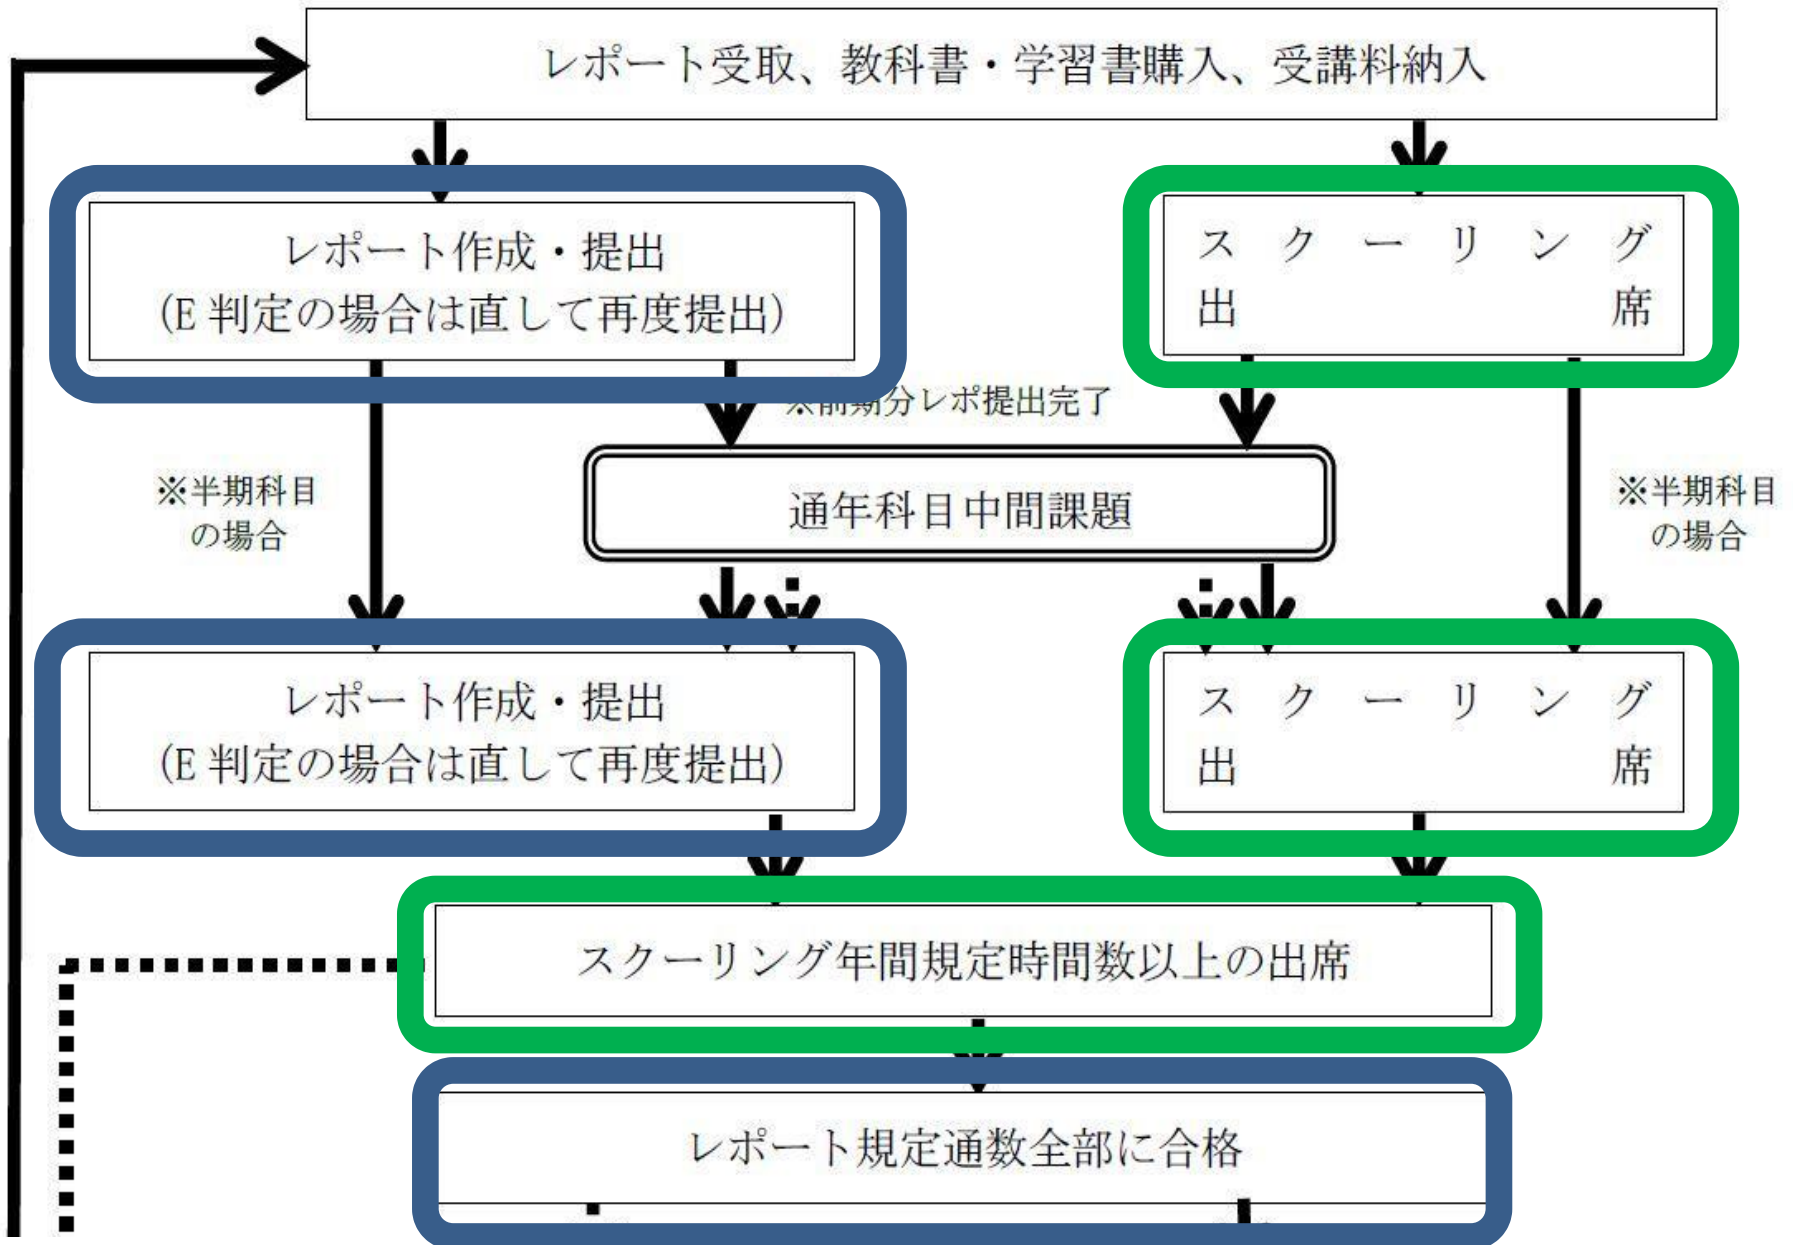 レポート受取、教科書・学習書購入、受講料納入
レポート作成・提出
(E 判定の場合は直して再度提出)
スクーリング
出席
※前期分レポ提出完了
※半期科目
の場合
通年科目中間課題
※半期科目
の場合
レポート作成・提出
(E 判定の場合は直して再度提出)
スクーリング
出席
スクーリング年間規定時間数以上の出席
レポート規定通数全部に合格